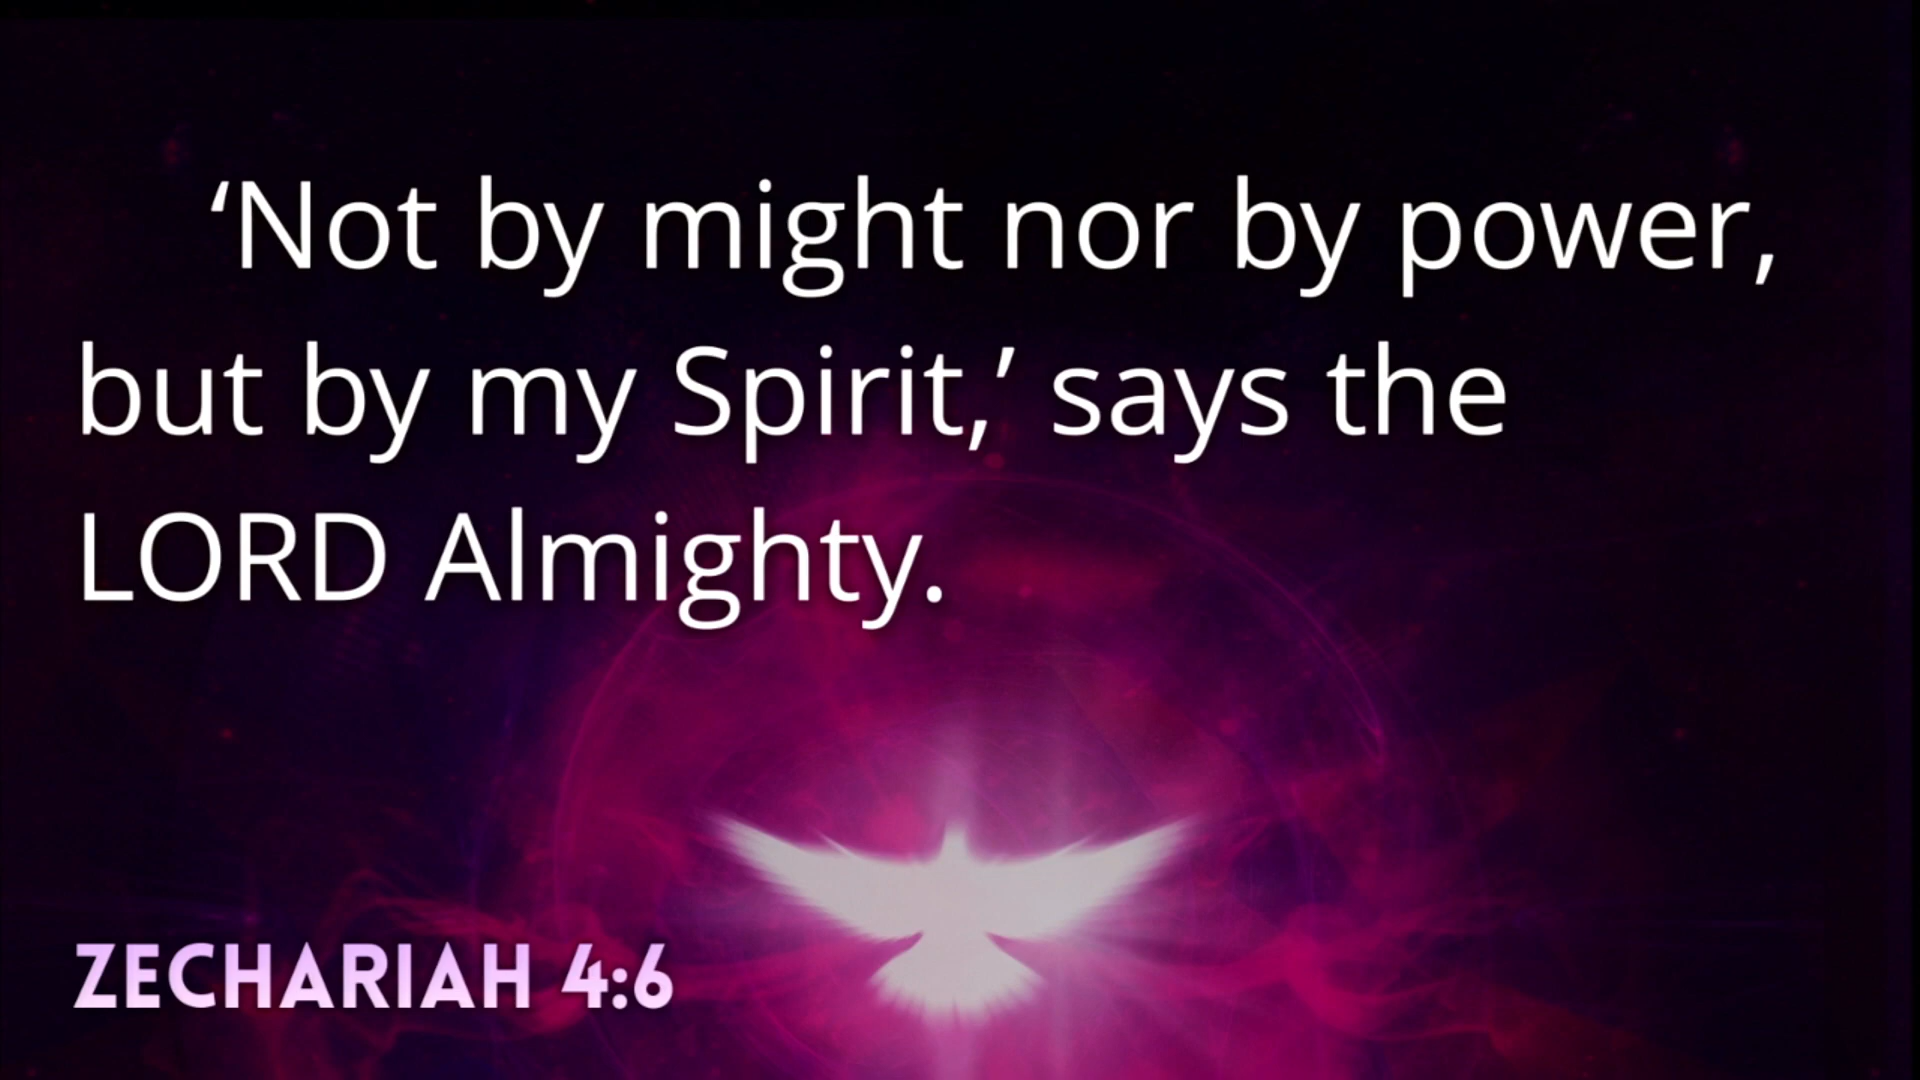 ‘Not by might nor by power,
but by my Spirit,’ says the
LORD Almighty.
ZECHARIAH 4:6